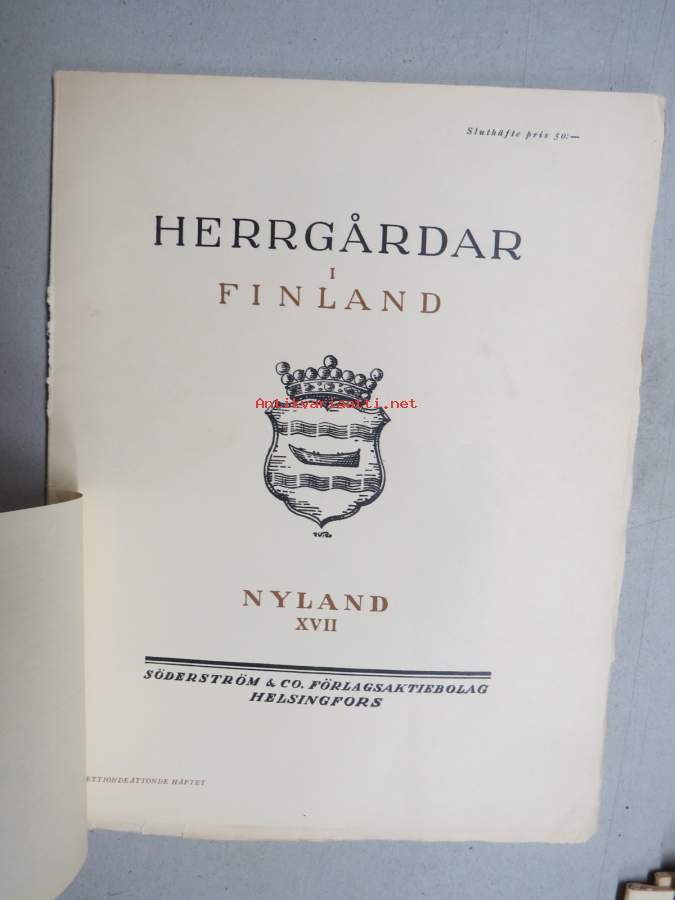 Sluthäfte pris 50:—
HERRGÅRDAR
I
FINLAND
Antikvariaatti.net
NYLAND
XVII
SÖDERSTRÖM & CO. FÖRLAGSAKTIEBOLAG
HELSINGFORS
ETTIONDEÅTTONDE HÄFTET